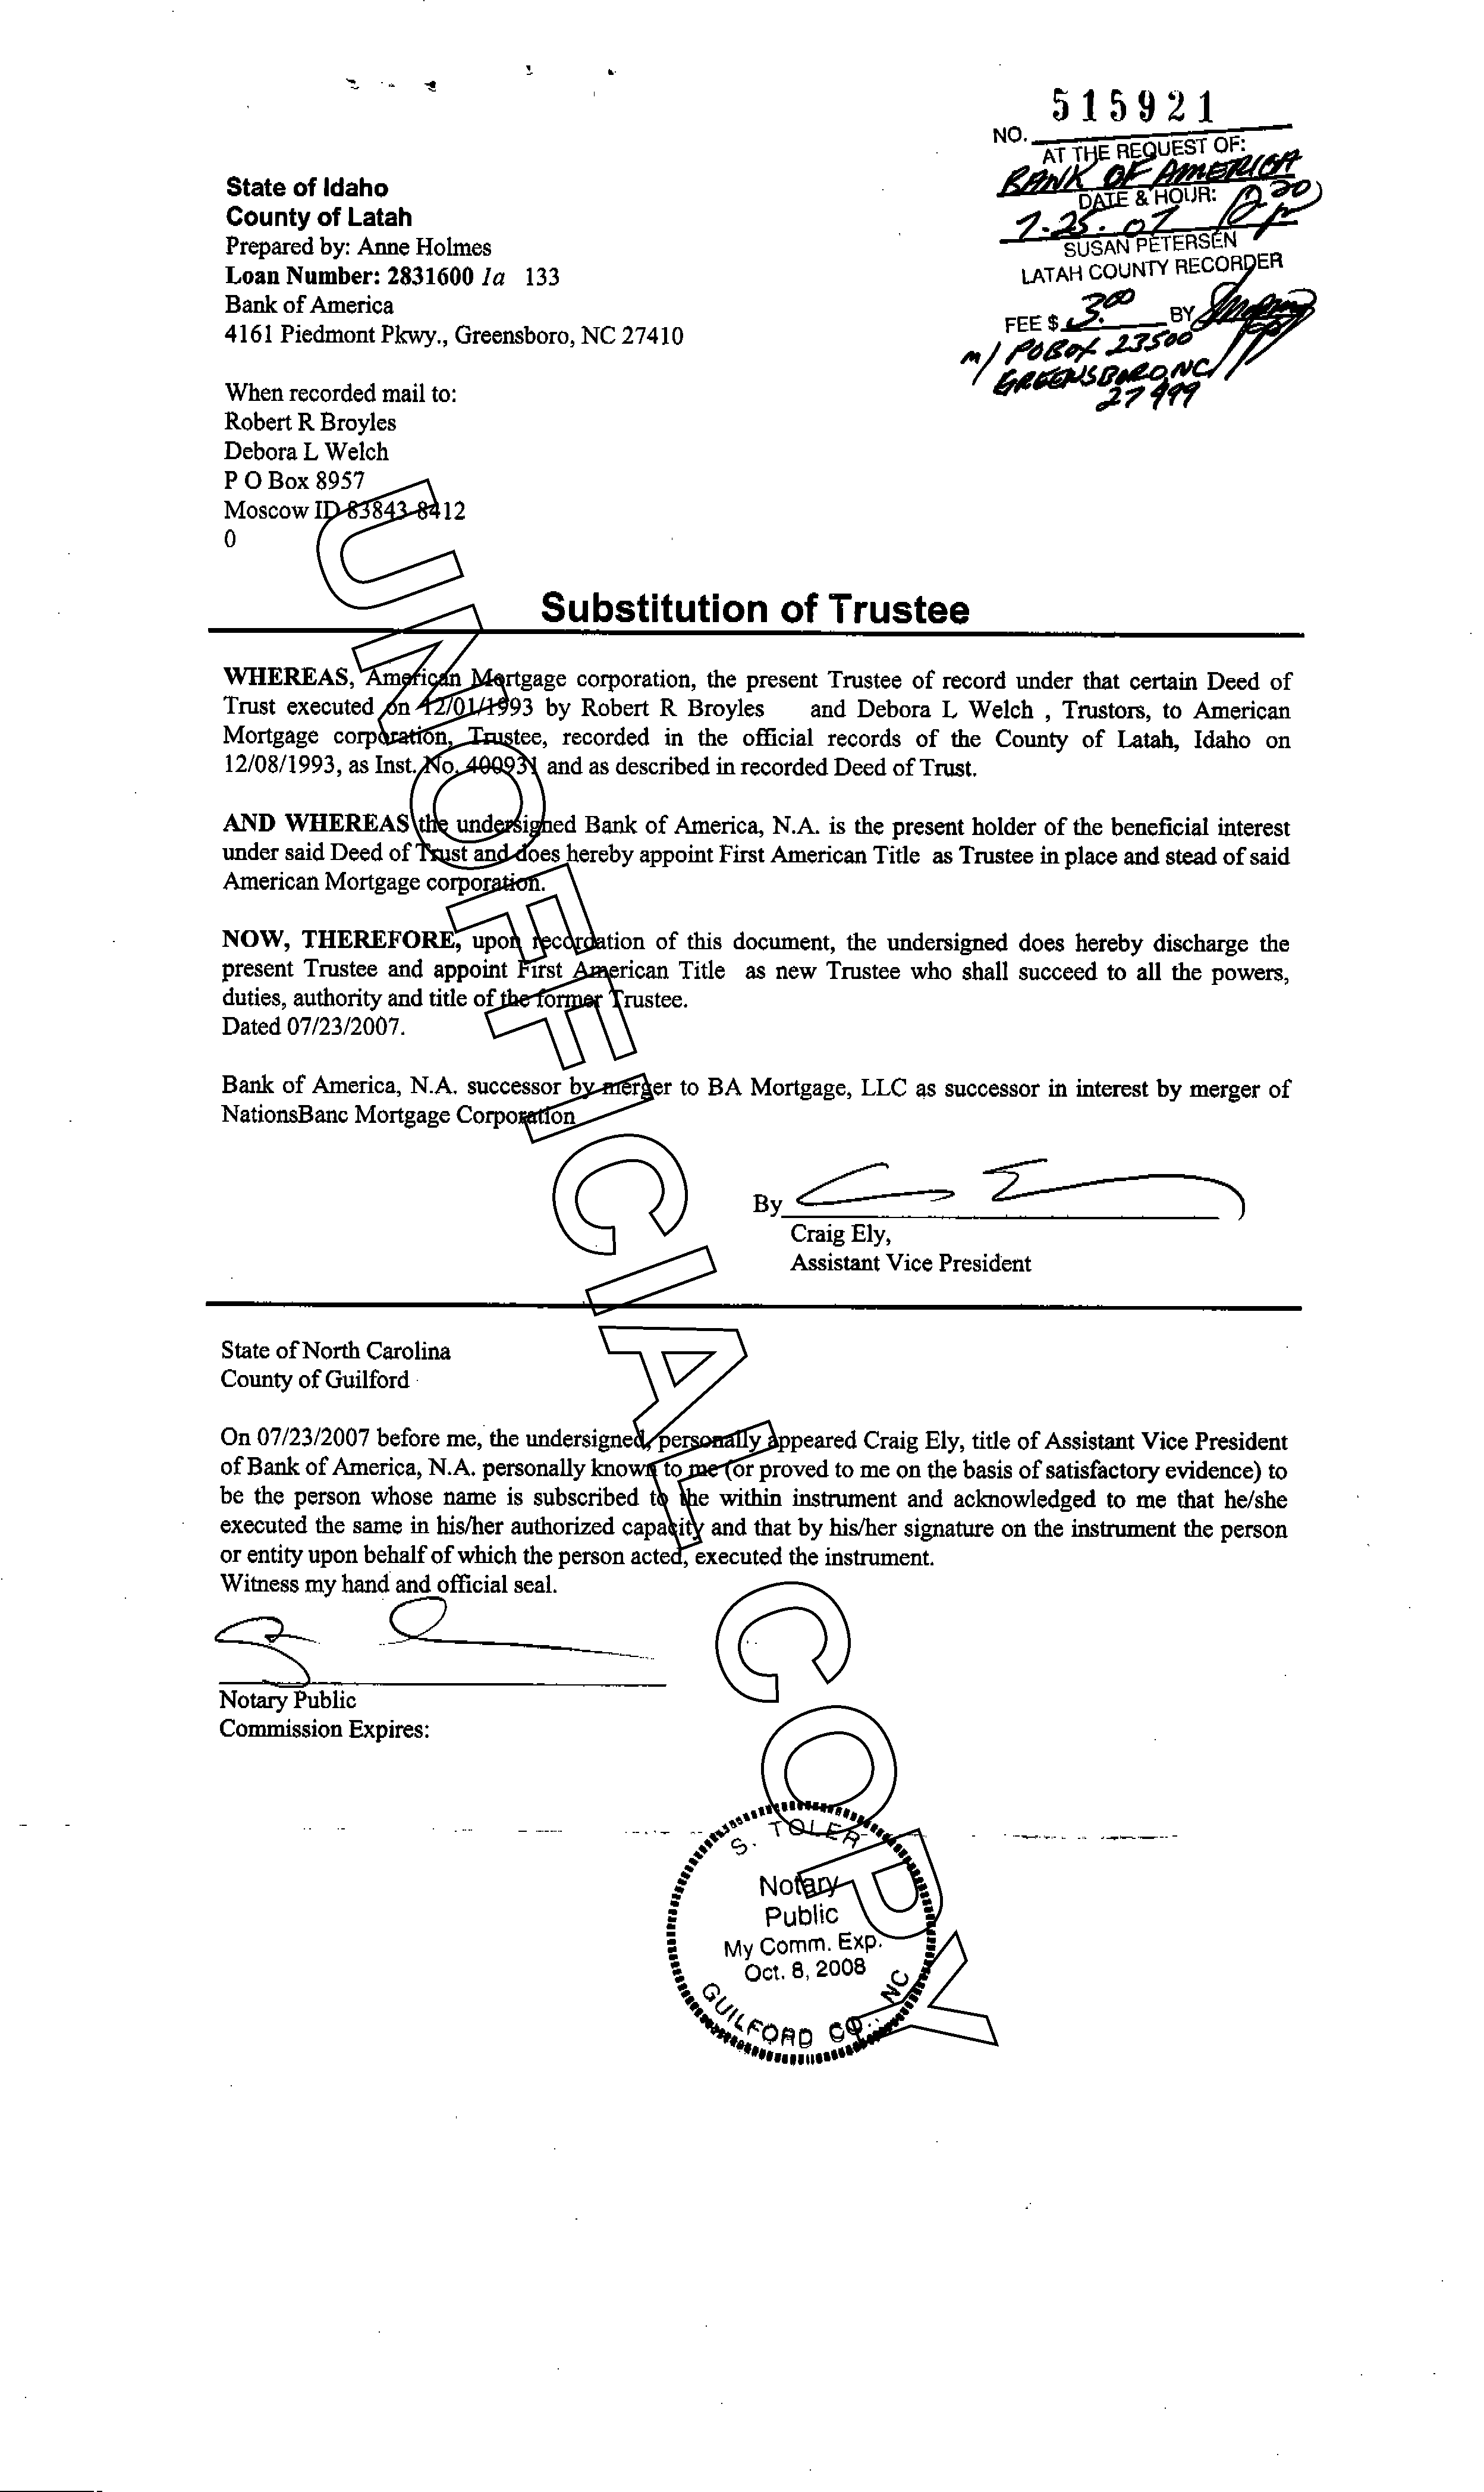 515921
NO.
AT THE REQUEST OF:
BANK OF AMERICA
DATE & HOUR:
7-25-07 12:20
SUSAN PETERSEN
LATAH COUNTY RECORDER
FEE $ 3.00 BY
m/ PO BOX 23500
GREENSBORO, NC
State of Idaho
County of Latah
Prepared by: Anne Holmes
Loan Number: 2831600 la 133
Bank of America
4161 Piedmont Pkwy., Greensboro, NC 27410
When recorded mail to:
Robert R Broyles
Debora L Welch
P O Box 8957
Moscow ID 83843-8412
0
Substitution of Trustee
WHEREAS, American Mortgage corporation, the present Trustee of record under that certain Deed of
Trust executed on 12/01/1993 by Robert R Broyles and Debora L Welch , Trustors, to American
Mortgage corporation, Trustee, recorded in the official records of the County of Latah, Idaho on
12/08/1993, as Inst. No. 400931 and as described in recorded Deed of Trust.
AND WHEREAS the undersigned Bank of America, N.A. is the present holder of the beneficial interest
under said Deed of Trust and does hereby appoint First American Title as Trustee in place and stead of said
American Mortgage corporation.
NOW, THEREFORE, upon recordation of this document, the undersigned does hereby discharge the
present Trustee and appoint First American Title as new Trustee who shall succeed to all the powers,
duties, authority and title of the former Trustee.
Dated 07/23/2007.
Bank of America, N.A. successor by merger to BA Mortgage, LLC as successor in interest by merger of
NationsBanc Mortgage Corporation
By
Craig Ely,
Assistant Vice President
State of North Carolina
County of Guilford
On 07/23/2007 before me, the undersigned, personally appeared Craig Ely, title of Assistant Vice President
of Bank of America, N.A. personally known to me (or proved to me on the basis of satisfactory evidence) to
be the person whose name is subscribed to the within instrument and acknowledged to me that he/she
executed the same in his/her authorized capacity and that by his/her signature on the instrument the person
or entity upon behalf of which the person acted, executed the instrument.
Witness my hand and official seal.
Notary Public
Commission Expires:
S. TOLER
Notary
Public
My Comm. Exp.
Oct. 8, 2008
GUILFORD CO., NC
UNOFFICIAL COPY